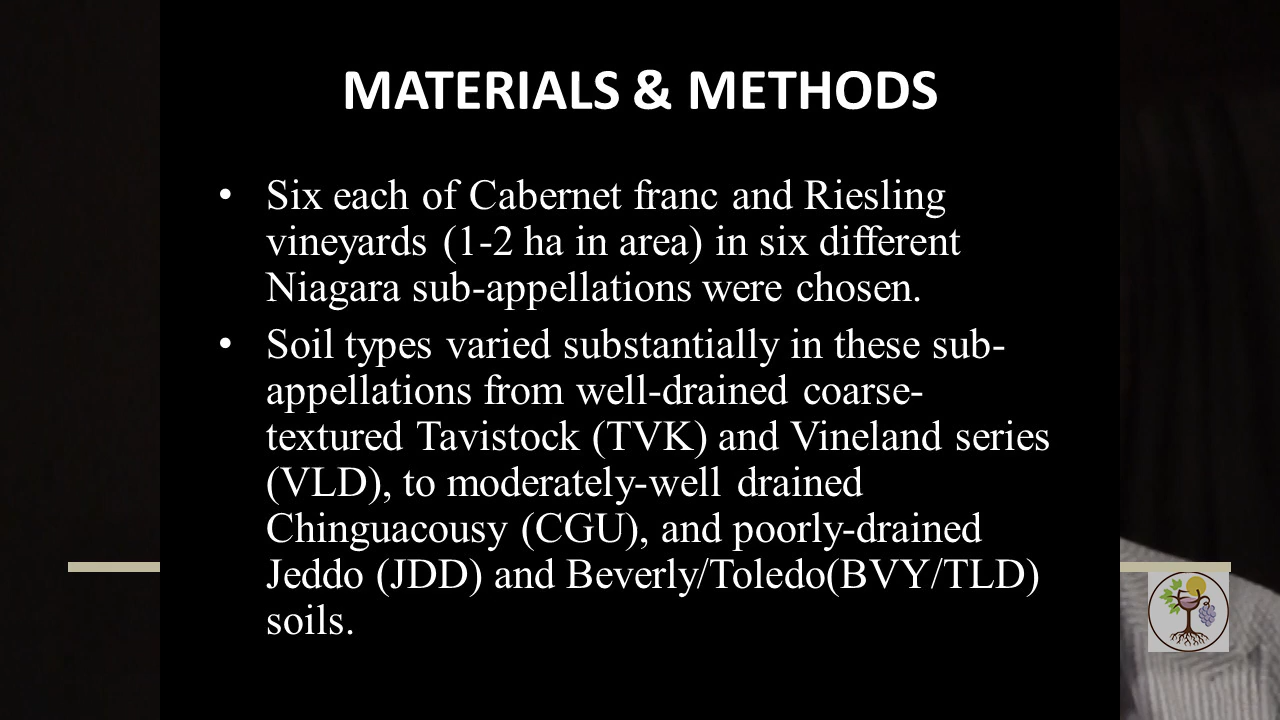 MATERIALS & METHODS
• Six each of Cabernet franc and Riesling
vineyards (1-2 ha in area) in six different
Niagara sub-appellations were chosen.
• Soil types varied substantially in these sub-
appellations from well-drained coarse-
textured Tavistock (TVK) and Vineland series
(VLD), to moderately-well drained
Chinguacousy (CGU), and poorly-drained
Jeddo (JDD) and Beverly/Toledo(BVY/TLD)
soils.